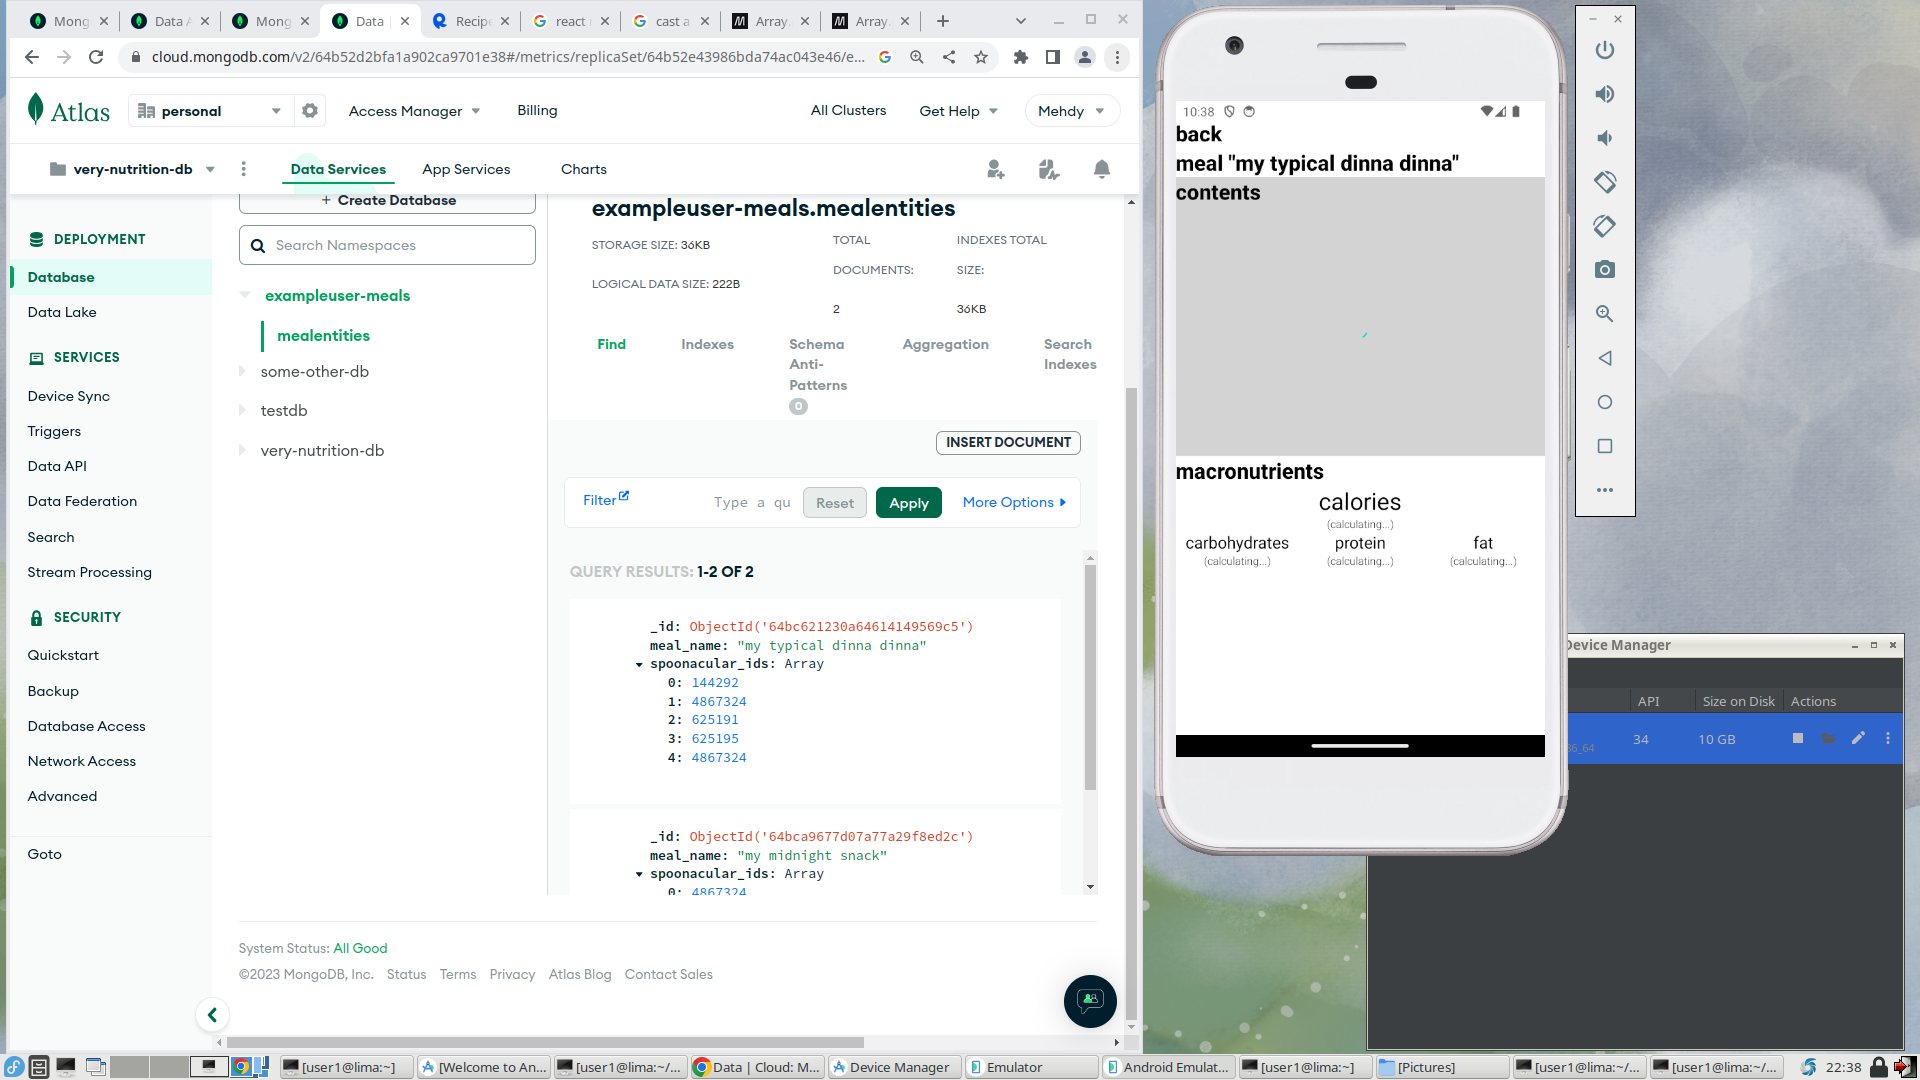 Mong
Data A
Mong
Data
Recipe
react n
cast a
Array.
Array.
cloud.mongodb.com/v2/64b52d2bfa1a902ca9701e38#/metrics/replicaSet/64b52e43986bda74ac043e46/e...
Atlas
personal
Access Manager
Billing
All Clusters
Get Help
Mehdy
very-nutrition-db
Data Services
App Services
Charts
DEPLOYMENT
Database
Data Lake
SERVICES
Device Sync
Triggers
Data API
Data Federation
Search
Stream Processing
SECURITY
Quickstart
Backup
Database Access
Network Access
Advanced
Goto
+ Create Database
Search Namespaces
exampleuser-meals
mealentities
some-other-db
testdb
very-nutrition-db
exampleuser-meals.mealentities
STORAGE SIZE: 36KB
LOGICAL DATA SIZE: 222B
TOTAL
DOCUMENTS:
2
INDEXES TOTAL
SIZE:
36KB
Find
Indexes
Schema
Anti-
Patterns
0
Aggregation
Search
Indexes
INSERT DOCUMENT
Filter
Type a qu
Reset
Apply
More Options
QUERY RESULTS: 1-2 OF 2
_id: ObjectId('64bc621230a64614149569c5')
meal_name: "my typical dinna dinna"
spoonacular_ids: Array
0: 144292
1: 4867324
2: 625191
3: 625195
4: 4867324
_id: ObjectId('64bca9677d07a77a29f8ed2c')
meal_name: "my midnight snack"
spoonacular_ids: Array
0: 4867324
System Status: All Good
©2023 MongoDB, Inc. Status Terms Privacy Atlas Blog Contact Sales
10:38
back
meal "my typical dinna dinna"
contents
macronutrients
calories
(calculating...)
carbohydrates
(calculating...)
protein
(calculating...)
fat
(calculating...)
Device Manager
API
Size on Disk
Actions
86_64
34
10 GB
[user1@lima:~]
[Welcome to An...
[user1@lima:~/...
Data | Cloud: M...
Device Manager
Emulator
Android Emulat...
[user1@lima:~]
[Pictures]
[user1@lima:~/...
[user1@lima:~/...
22:38